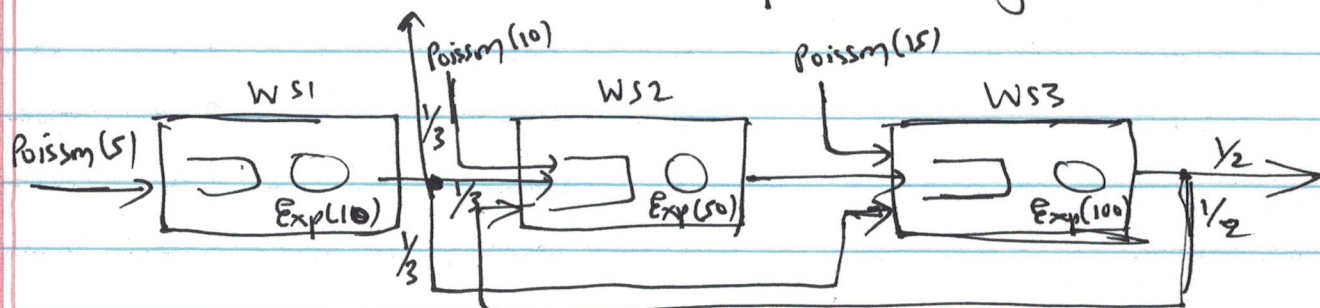 Poisson(10)
Poisson(15)
WS1
WS2
WS3
Poisson(5)
1/3
1/2
1/3
Exp(10)
Exp(50)
Exp(100)
1/2
1/3